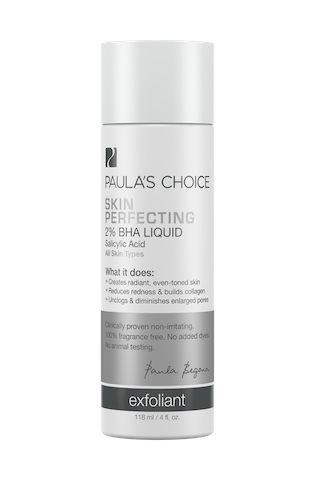 PAULA'S CHOICE
SKIN
PERFECTING
2% BHA LIQUID
Salicylic Acid
All Skin Types
What it does:
+ Creates radiant, even-toned skin
+ Reduces redness & builds collagen
+ Unclogs & diminishes enlarged pores
Clinically proven non-irritating.
100% fragrance free. No added dyes.
No animal testing.
Paula Begoun
exfoliant
118 ml / 4 fl. oz.